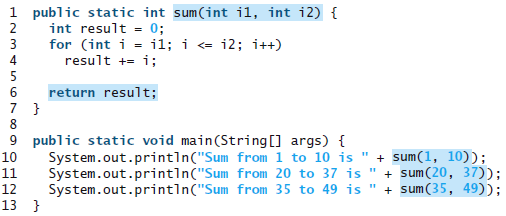 1 public static int sum(int i1, int i2) {
2   int result = 0;
3   for (int i = i1; i <= i2; i++)
4     result += i;
5
6   return result;
7 }
8
9 public static void main(String[] args) {
10   System.out.println("Sum from 1 to 10 is " + sum(1, 10));
11   System.out.println("Sum from 20 to 37 is " + sum(20, 37));
12   System.out.println("Sum from 35 to 49 is " + sum(35, 49));
13 }